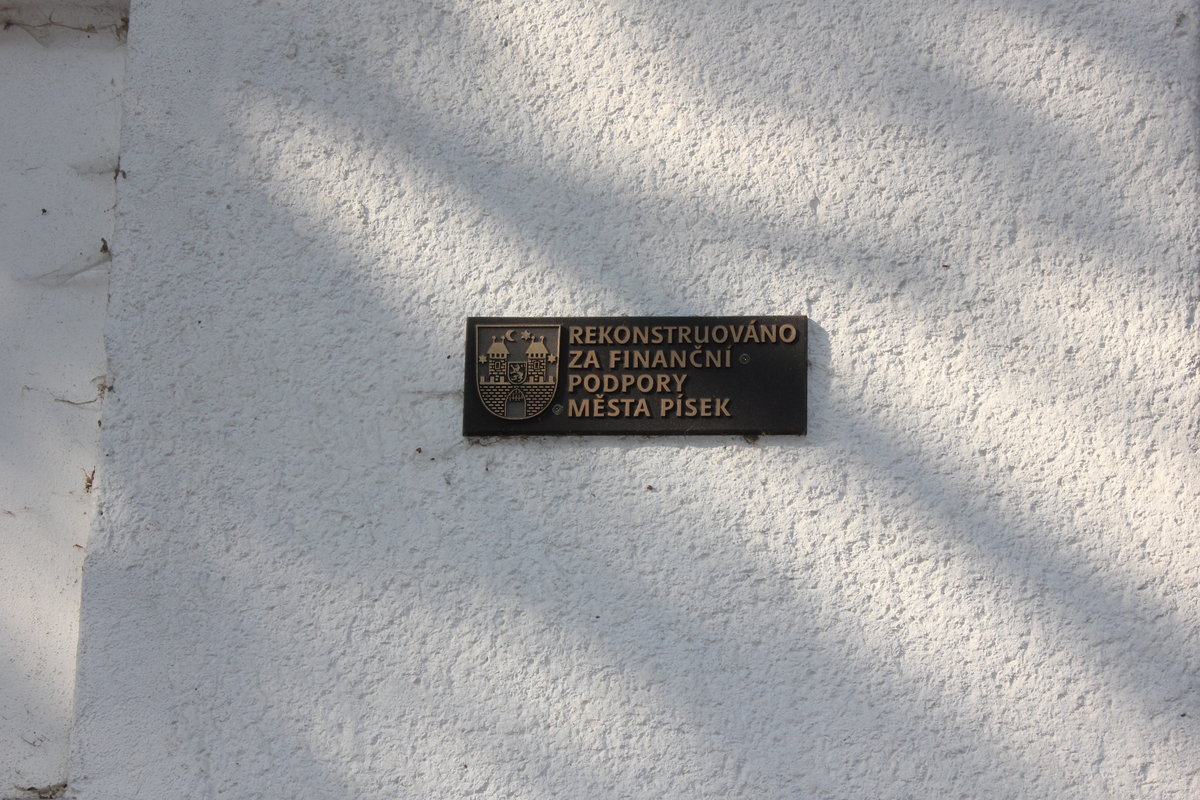 REKONSTRUOVÁNO
ZA FINANČNÍ
PODPORY
MĚSTA PÍSEK